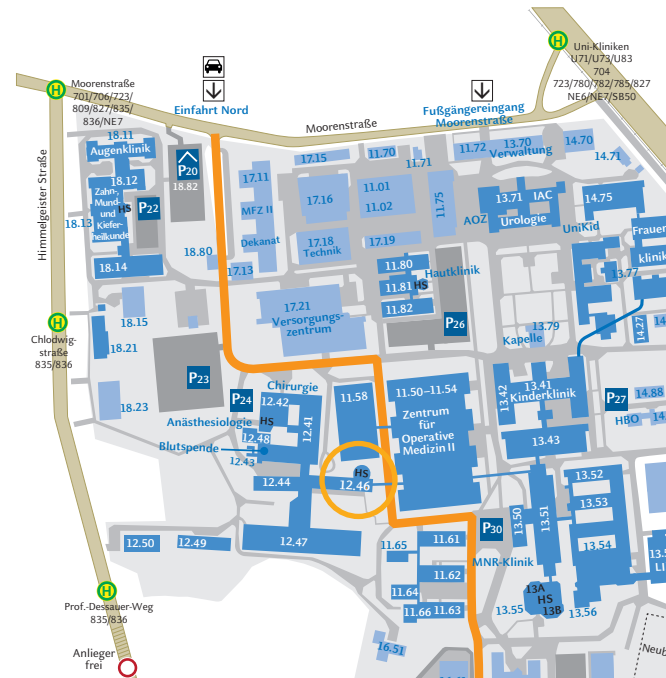 Uni-Kliniken
U71/U73/U83
704
723/780/782/785/827
NE6/NE7/SB50
H
H
Moorenstraße
701/706/723/
809/827/835/
836/NE7
Einfahrt Nord
Fußgängereingang
Moorenstraße
Moorenstraße
Himmelgeister Straße
18.11
Augenklinik
P20
18.82
18.12
Zahn-
Mund-
und
Kiefer-
heilkunde
HS
P22
18.13
18.14
18.80
17.11
MFZ II
Dekanat
17.13
17.15
17.16
17.18
Technik
11.70
11.71
11.01
11.02
17.19
11.75
11.72
13.70
Verwaltung
14.70
14.71
13.71
IAC
Urologie
AOZ
14.75
UniKid
Frauen
klinik
13.77
11.80
11.81
HS
11.82
Hautklinik
P26
17.21
Versorgungs-
zentrum
13.79
Kapelle
14.27
14
H
Chlodwig-
straße
835/836
18.15
18.21
18.23
P23
P24
Chirurgie
12.42
12.41
Anästhesiologie
HS
12.48
Blutspende
12.43
12.44
11.58
HS
12.46
11.50–11.54
Zentrum
für
Operative
Medizin II
13.42
13.41
Kinderklinik
13.43
P27
14.88
14
HBO
12.50
12.49
12.47
11.65
11.61
11.62
11.64
11.66
11.63
P30
MNR-Klinik
13.50
13.51
13.52
13.53
13.54
13.5
LI
13A
HS
13B
13.55
13.56
16.51
H
Prof.-Dessauer-Weg
835/836
Anlieger
frei
Neub